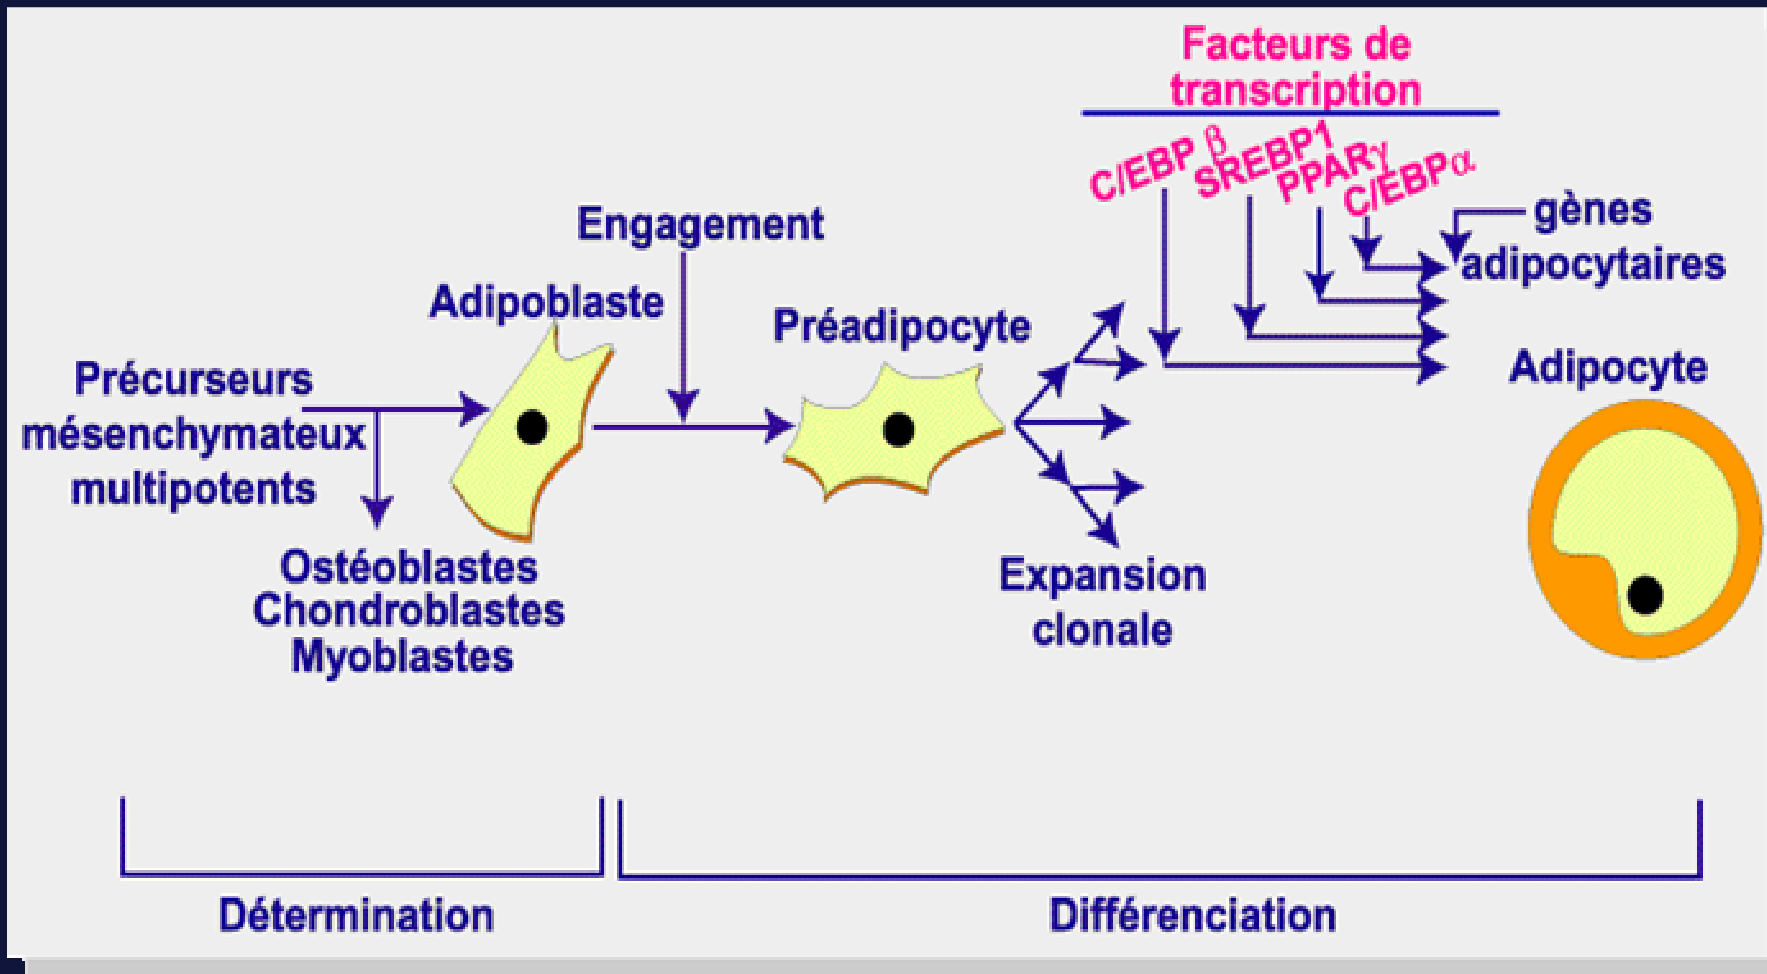 Facteurs de
transcription
C/EBP β
SREBP1
PPARγ
C/EBPα
gènes
adipocytaires
Engagement
Adipoblaste
Préadipocyte
Précurseurs
mésenchymateux
multipotents
Adipocyte
Ostéoblastes
Chondroblastes
Myoblastes
Expansion
clonale
Détermination
Différenciation